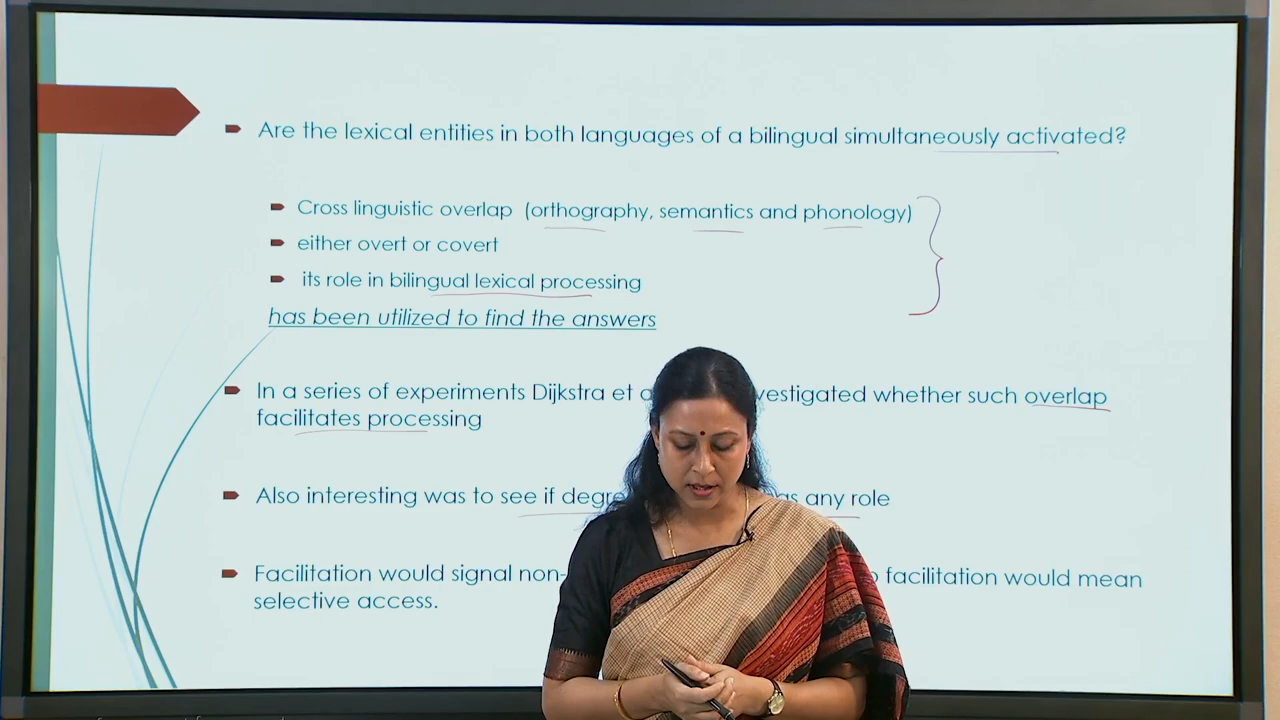 Are the lexical entities in both languages of a bilingual simultaneously activated?
Cross linguistic overlap (orthography, semantics and phonology)
either overt or covert
its role in bilingual lexical processing
has been utilized to find the answers
In a series of experiments Dijkstra et whether such overlap
facilitates processing
Also interesting was to see if any role
Facilitation would signal non- facilitation would mean
selective access.